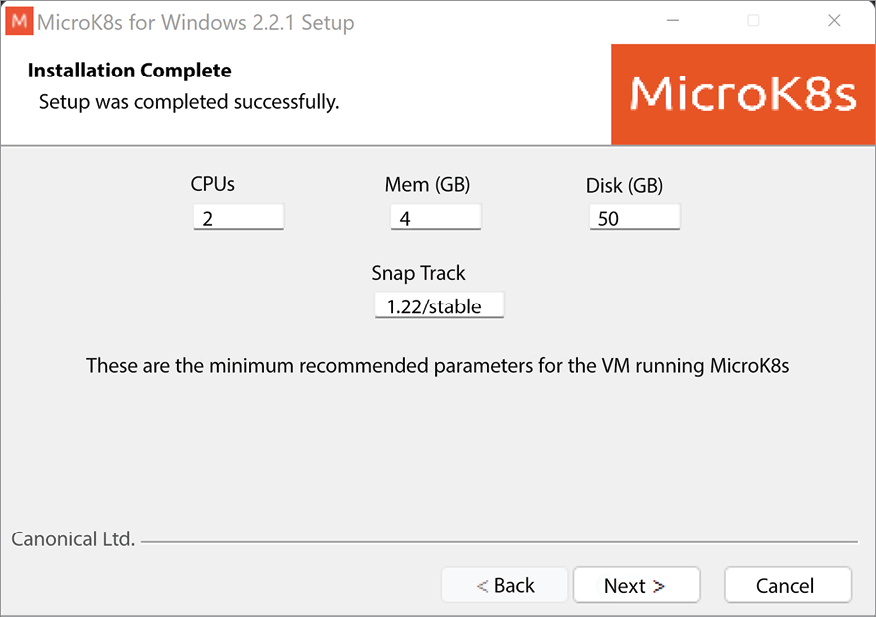 M MicroK8s for Windows 2.2.1 Setup
Installation Complete
Setup was completed successfully.
MicroK8s
CPUs Mem (GB) Disk (GB)
2 4 50
Snap Track
1.22/stable
These are the minimum recommended parameters for the VM running MicroK8s
Canonical Ltd.
< Back Next > Cancel